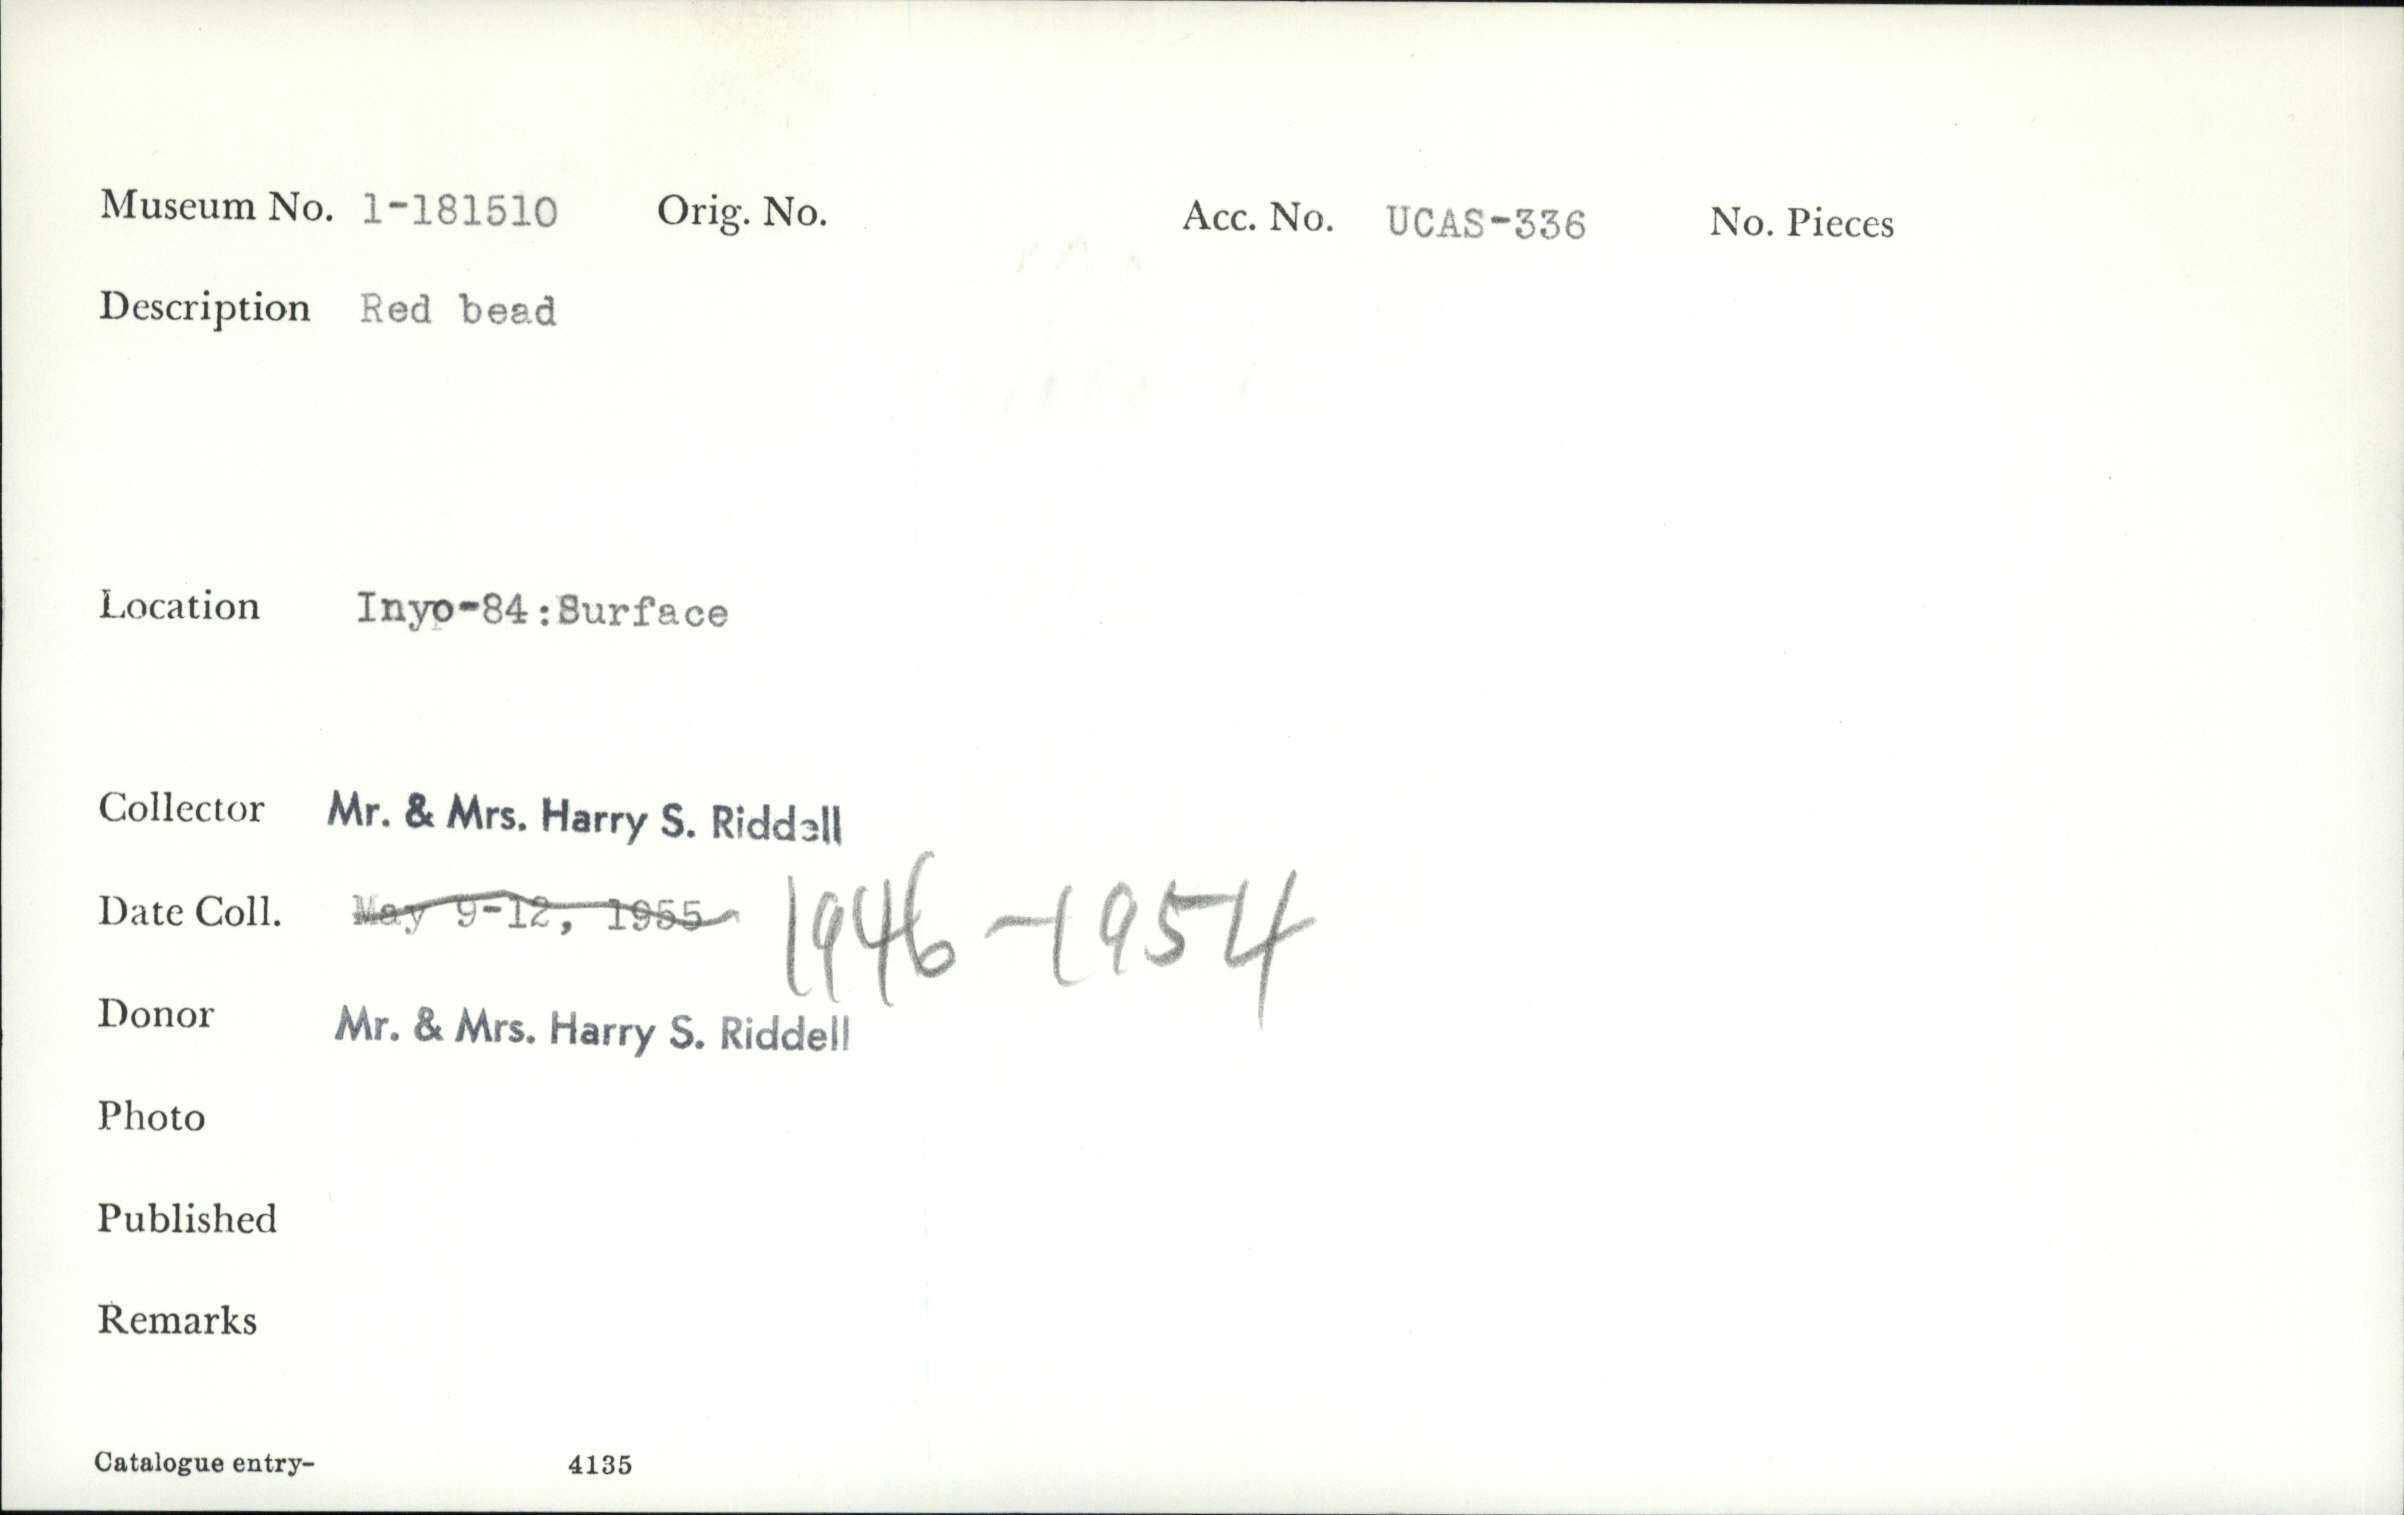 Museum No. 1-181510 Orig. No. Acc. No. UCAS-336 No. Pieces
Description Red bead
Location Inyo-84:Surface
Collector Mr. & Mrs. Harry S. Riddell
Date Coll. May 9-12, 1955 1946-1954
Donor Mr. & Mrs. Harry S. Riddell
Photo
Published
Remarks
Catalogue entry- 4135